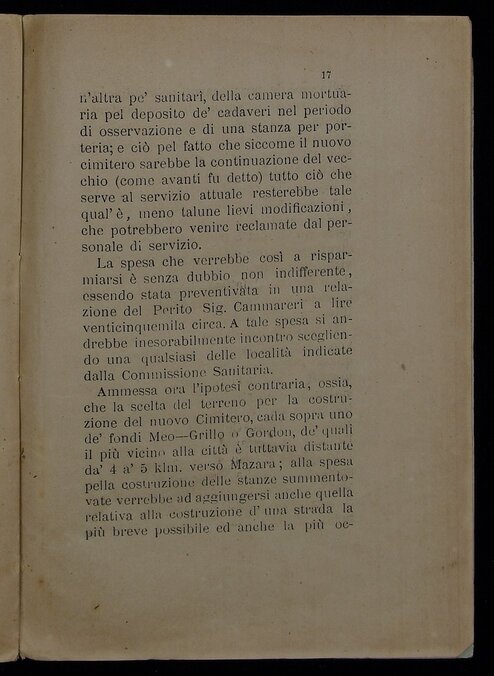 17
n'altra pe' sanitari, della camera mortua-
ria pel deposito de' cadaveri nel periodo
di osservazione e di una stanza per por-
teria; e ciò pel fatto che siccome il nuovo
cimitero sarebbe la continuazione del vec-
chio (come avanti fu detto) tutto ciò che
serve al servizio attuale resterebbe tale
qual'è, meno talune lievi modificazioni,
che potrebbero venire reclamate dal per-
sonale di servizio.
La spesa che verrebbe così a rispar-
miarsi è senza dubbio non indifferente,
essendo stata preventivata in una rela-
zione del Perito Sig. Cammareri a lire
venticinquemila circa. A tale spesa si an-
drebbe inesorabilmente incontro sceglien-
do una qualsiasi delle località indicate
dalla Commissione Sanitaria.
Ammessa ora l'ipotesi contraria, ossia,
che la scelta del terreno per la costru-
zione del nuovo Cimitero, cada sopra uno
de' fondi Meo—Grillo o Gordon, de' quali
il più vicino alla città è tuttavia distante
da' 4 a' 5 klm. verso Mazara; alla spesa
pella costruzione delle stanze summento-
vate verrebbe ad aggiungersi anche quella
relativa alla costruzione d'una strada la
più breve possibile ed anche la più oc-